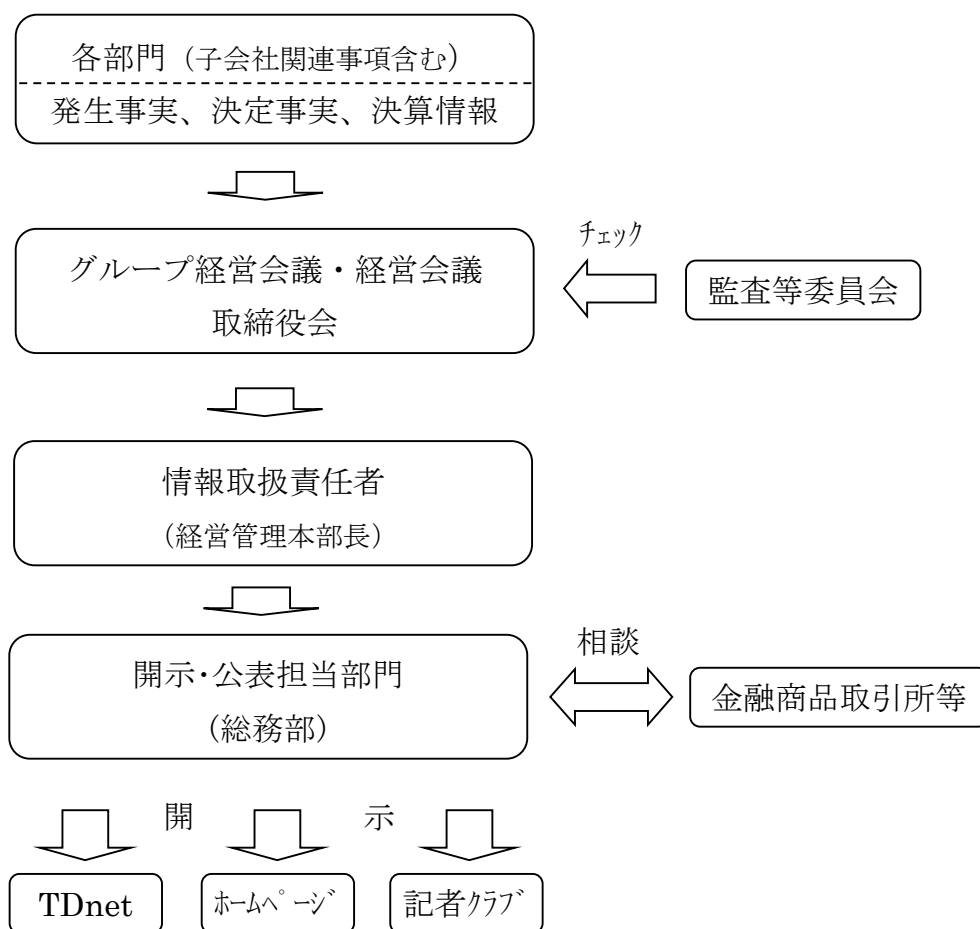 各部門（子会社関連事項含む）
発生事実、決定事実、決算情報
チェック
グループ経営会議・経営会議
取締役会
監査等委員会
情報取扱責任者
（経営管理本部長）
相談
開示・公表担当部門
（総務部）
金融商品取引所等
開 示
TDnet
ﾎｰﾑﾍﾟｰｼﾞ
記者ｸﾗﾌﾞ